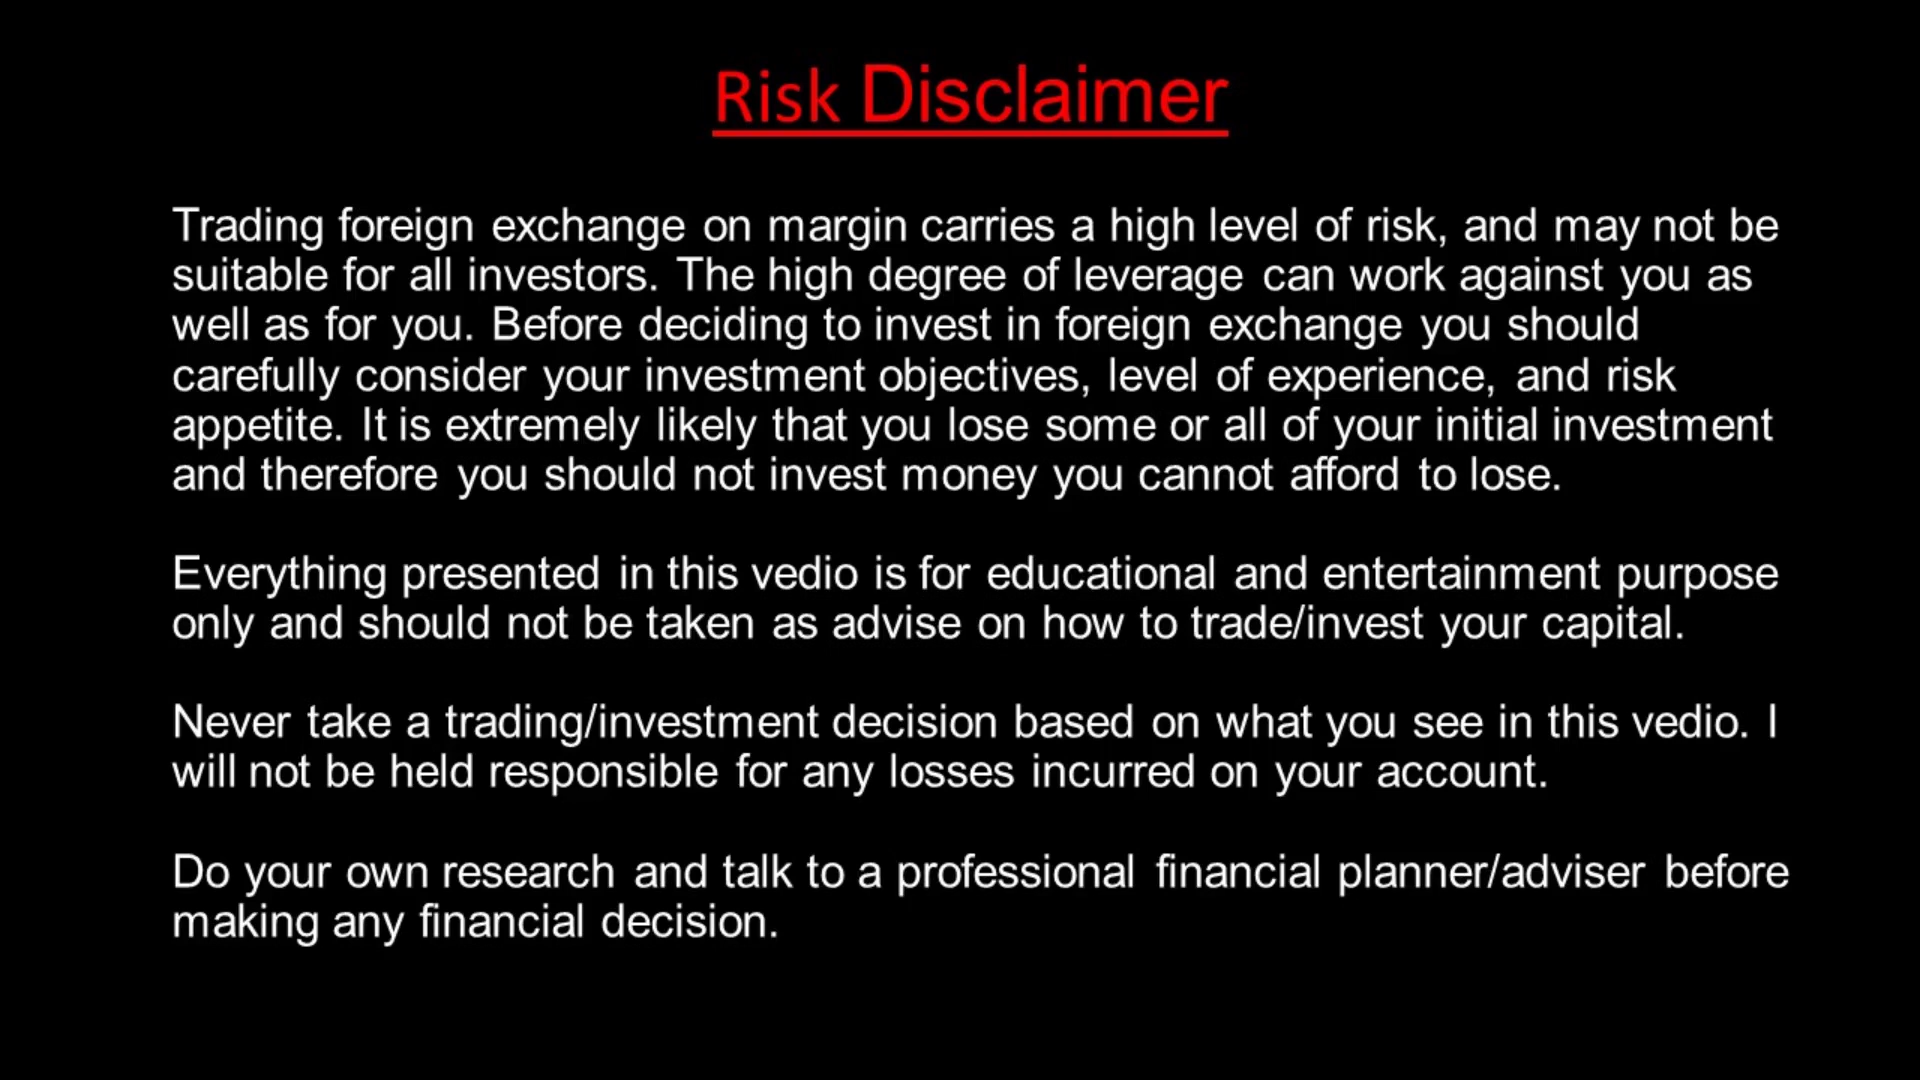 Risk Disclaimer
Trading foreign exchange on margin carries a high level of risk, and may not be
suitable for all investors. The high degree of leverage can work against you as
well as for you. Before deciding to invest in foreign exchange you should
carefully consider your investment objectives, level of experience, and risk
appetite. It is extremely likely that you lose some or all of your initial investment
and therefore you should not invest money you cannot afford to lose.
Everything presented in this vedio is for educational and entertainment purpose
only and should not be taken as advise on how to trade/invest your capital.
Never take a trading/investment decision based on what you see in this vedio. I
will not be held responsible for any losses incurred on your account.
Do your own research and talk to a professional financial planner/adviser before
making any financial decision.